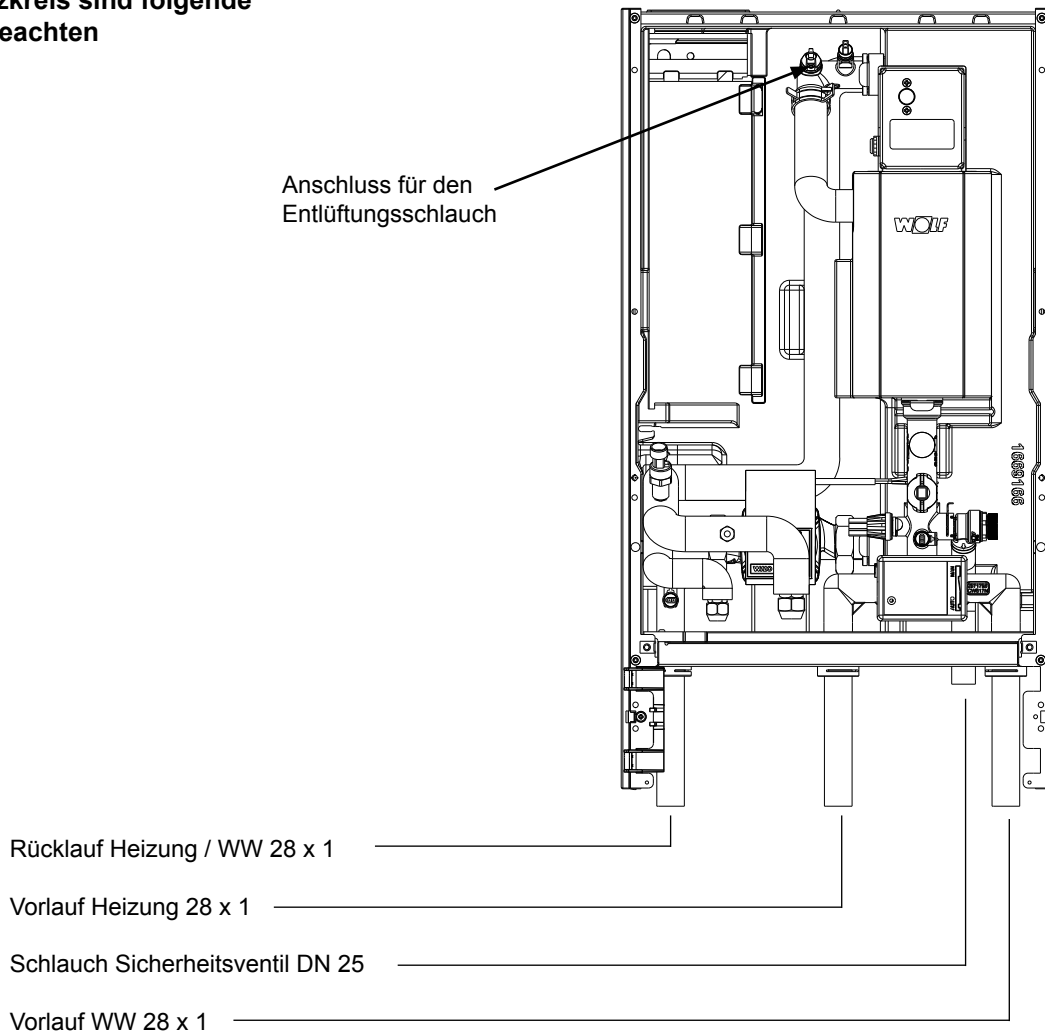 zkreis sind folgende
eachten
Anschluss für den
Entlüftungsschlauch
WOLF
1669166
Rücklauf Heizung / WW 28 x 1
Vorlauf Heizung 28 x 1
Schlauch Sicherheitsventil DN 25
Vorlauf WW 28 x 1